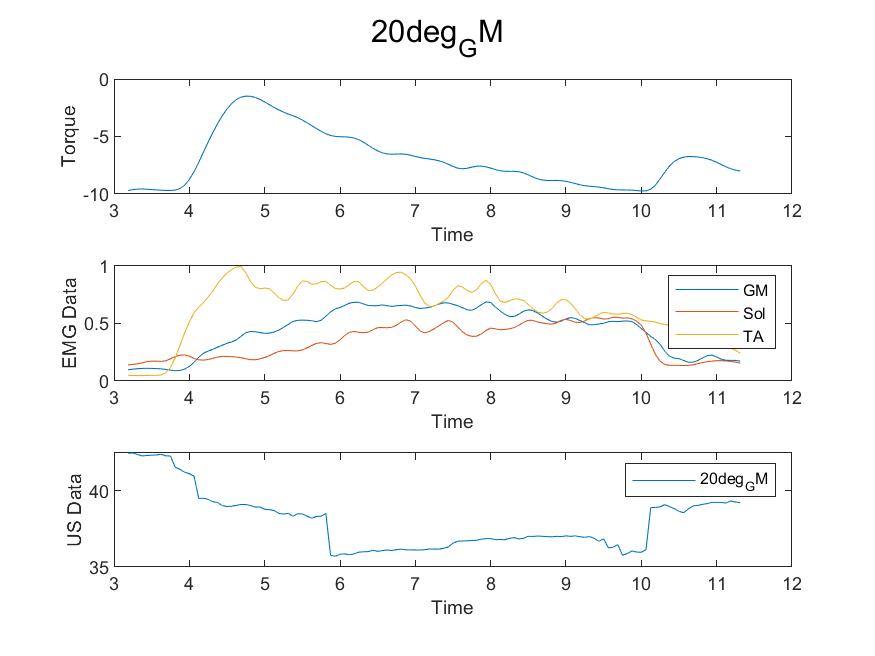 20deg_GM
0
-5
-10
Torque
3 4 5 6 7 8 9 10 11 12
Time
1
0.5
0
EMG Data
GM
Sol
TA
3 4 5 6 7 8 9 10 11 12
Time
40
35
US Data
20deg_GM
3 4 5 6 7 8 9 10 11 12
Time